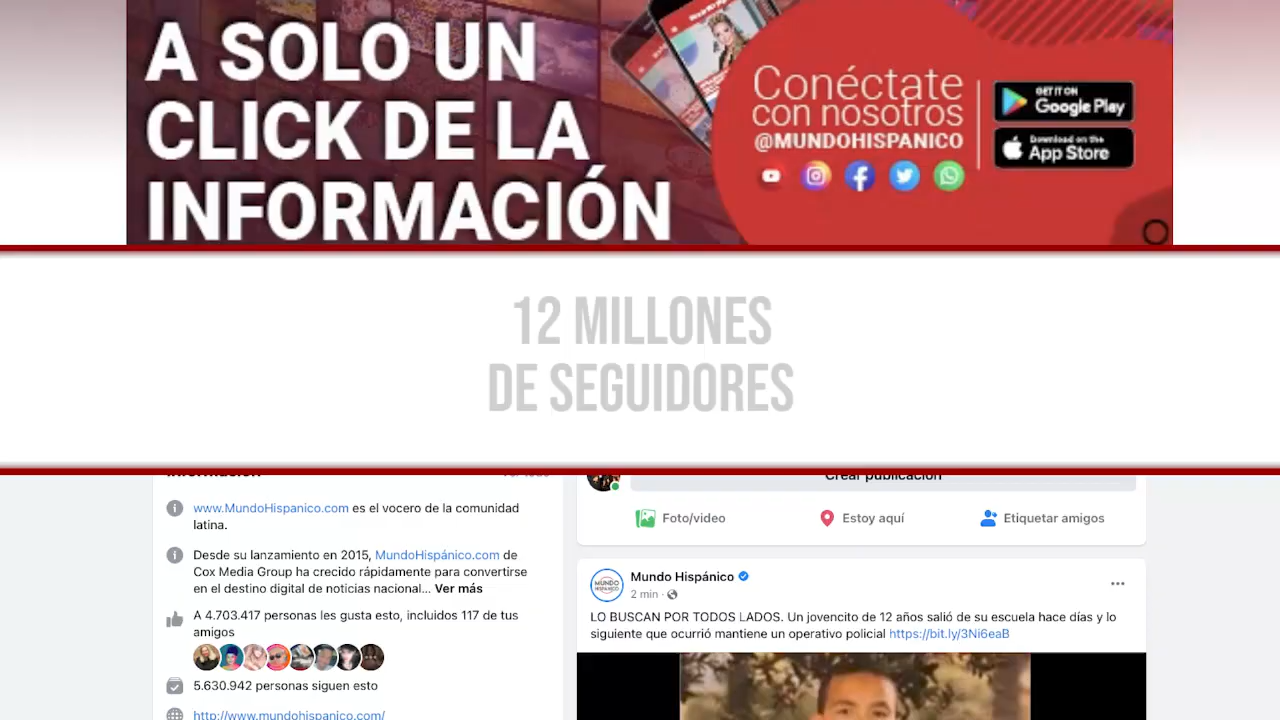 A SOLO UN
CLICK DE LA
INFORMACIÓN
Conéctate
con nosotros
@MUNDOHISPANICO
GET IT ON
Google Play
Download on the
App Store
12 MILLONES
DE SEGUIDORES
www.MundoHispanico.com es el vocero de la comunidad
latina.
Desde su lanzamiento en 2015, MundoHispánico.com de
Cox Media Group ha crecido rápidamente para convertirse
en el destino digital de noticias nacional... Ver más
A 4.703.417 personas les gusta esto, incluidos 117 de tus
amigos
5.630.942 personas siguen esto
http://www.mundohispanico.com/
Crear publicación
Foto/video
Estoy aquí
Etiquetar amigos
MUNDO
HISPÁNICO
Mundo Hispánico
2 min ·
LO BUSCAN POR TODOS LADOS. Un jovencito de 12 años salió de su escuela hace días y lo
siguiente que ocurrió mantiene un operativo policial https://bit.ly/3Ni6eaB